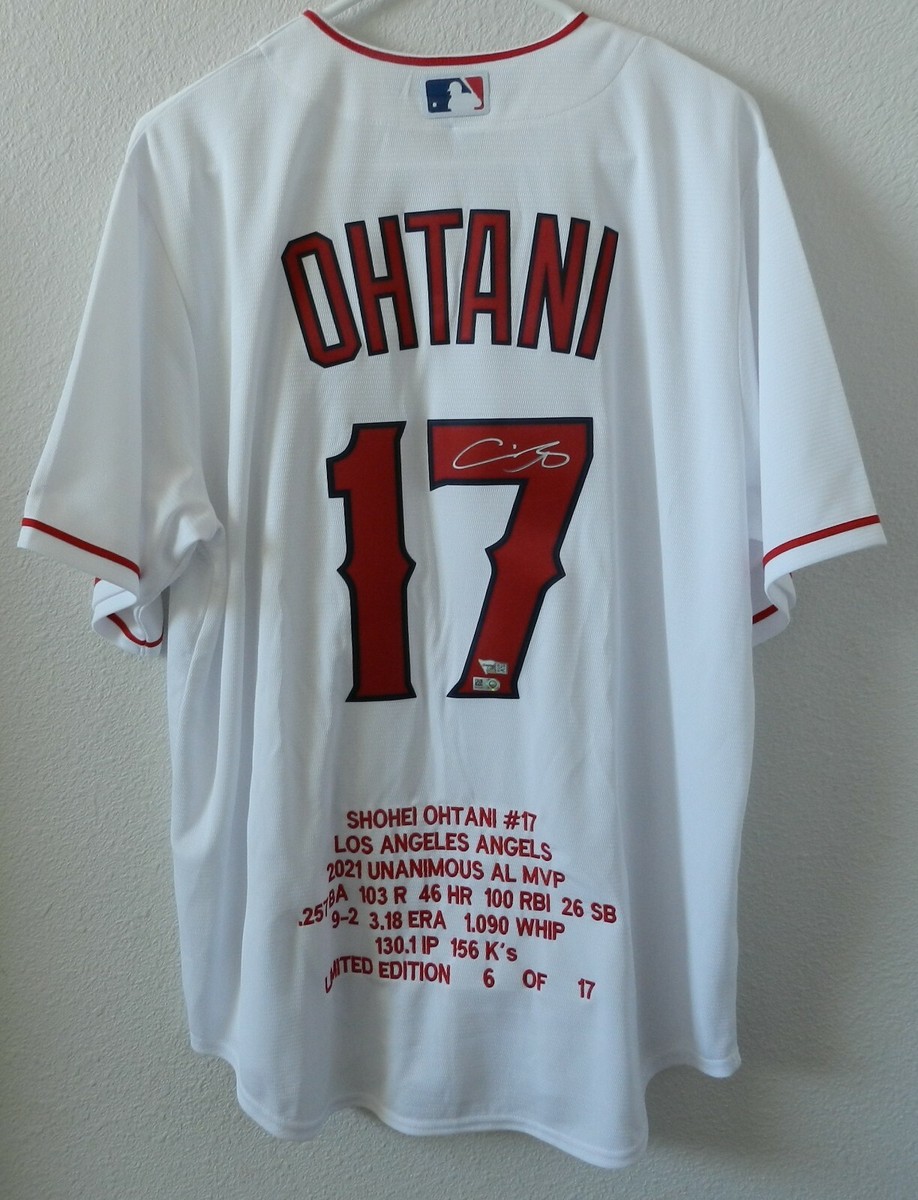 OHTANI
17
SHOHEI OHTANI #17
LOS ANGELES ANGELS
2021 UNANIMOUS AL MVP
.257BA 103 R 46 HR 100 RBI 26 SB
9-2 3.18 ERA 1.090 WHIP
130.1 IP 156 K's
LIMITED EDITION 6 OF 17